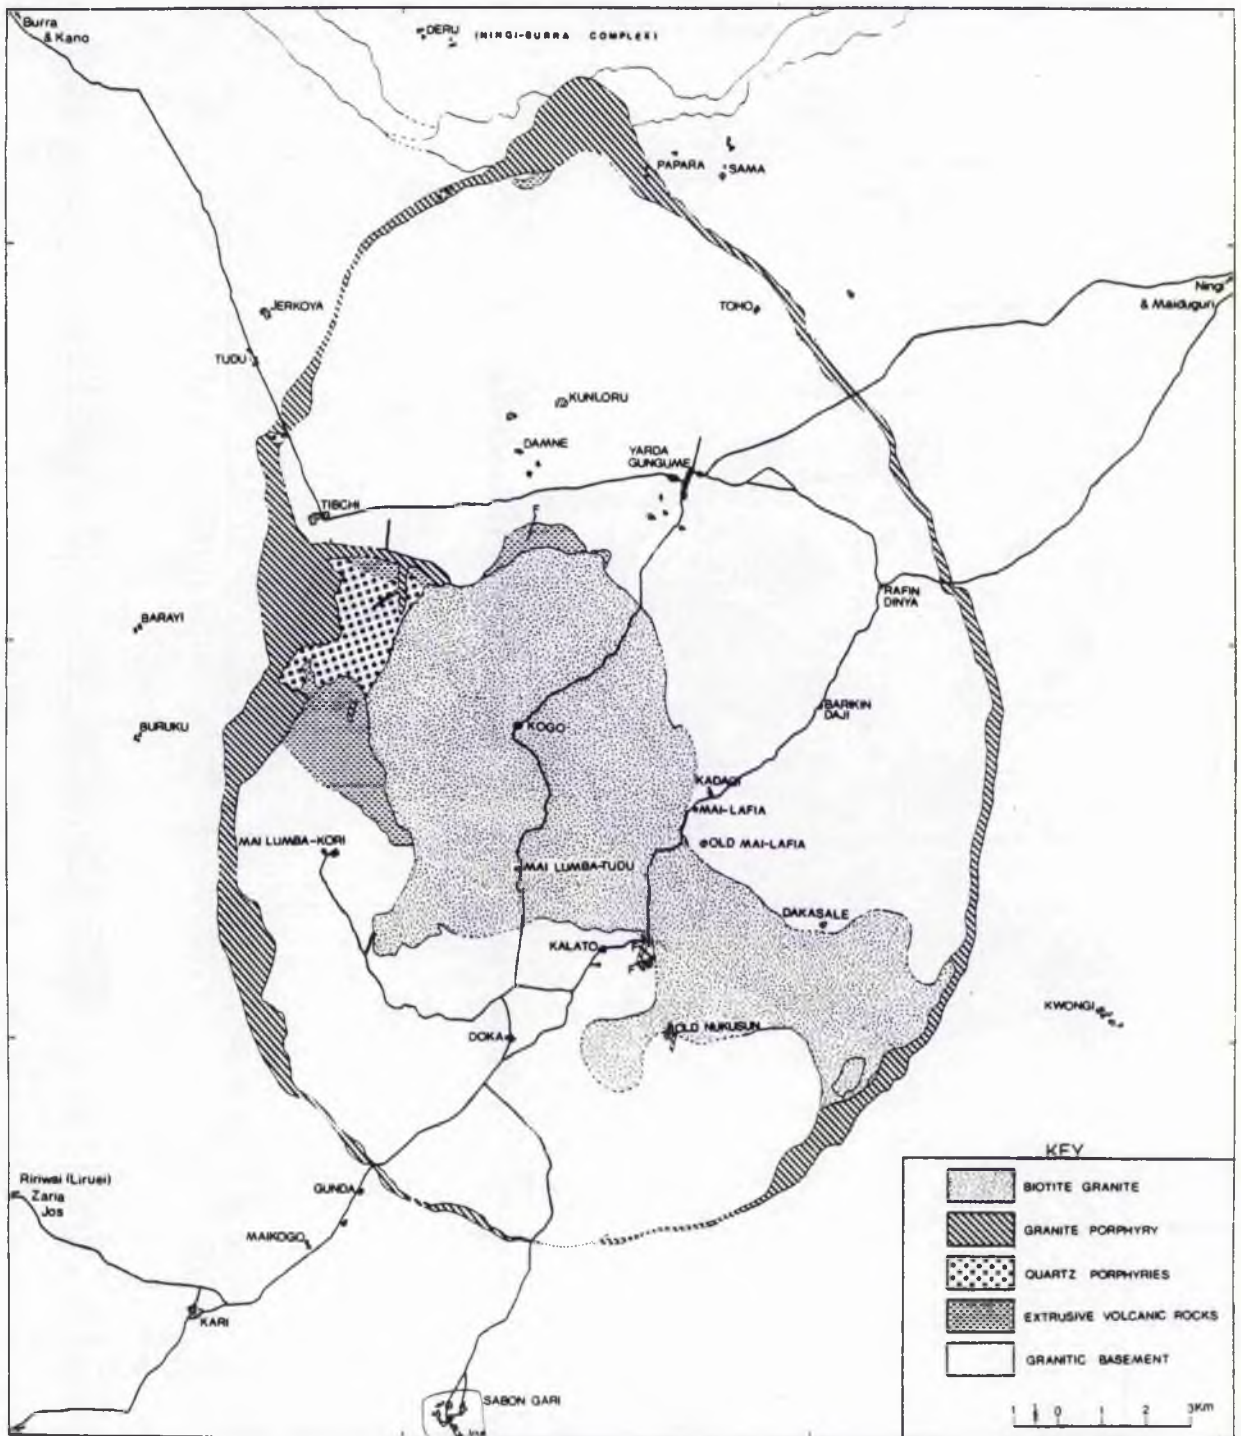 Burra
& Kano
DERU
(NINGI-BURRA COMPLEX)
PAPARA
SAMA
Ningi
& Maiduguri
JERKOYA
TOHO
TUDU
KUNLORU
DAMNE
YARDA
GUNGUME
TIBCHI
F
RAFIN
DINYA
BARAYI
BARIKIN
DAJI
BURUKU
KOGO
KADAGI
MAI-LAFIA
MAI LUMBA-KORI
OLD MAI-LAFIA
MAI LUMBA-TUDU
DAKASALE
KALATO
F
F
KWONGI
OLD NUKUSUN
DOKA
KEY
Ririwai (Liruei)
Zaria
Jos
GUNDA
BIOTITE GRANITE
MAIKOGO
GRANITE PORPHYRY
QUARTZ PORPHYRIES
KARI
EXTRUSIVE VOLCANIC ROCKS
GRANITIC BASEMENT
SABON GARI
Jos
1 0 1 2 3Km